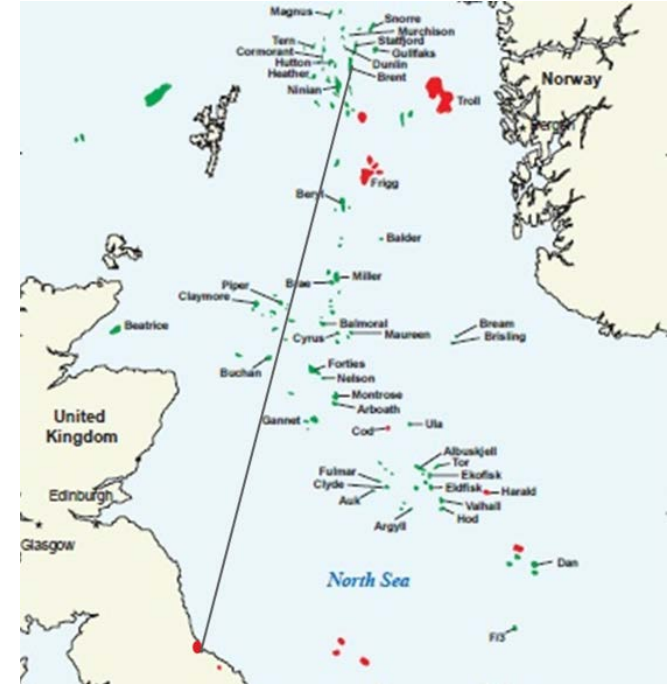 Magnus
Snorre
Murchison
Tern
Statfjord
Cormorant
Gullfaks
Hutton
Dunlin
Heather
Brent
Ninian
Norway
Troll
Bergen
Frigg
Beryl
Balder
Piper
Brae
Miller
Claymore
Beatrice
Balmoral
Cyrus
Maureen
Bream
Brisling
Buchan
Forties
Nelson
Montrose
Arboath
Gannet
Cod
Ula
United
Kingdom
Albuskjell
Tor
Fulmar
Ekofisk
Clyde
Eldfisk
Harald
Auk
Valhall
Hod
Argyll
Edinburgh
Glasgow
Dan
North Sea
F/3